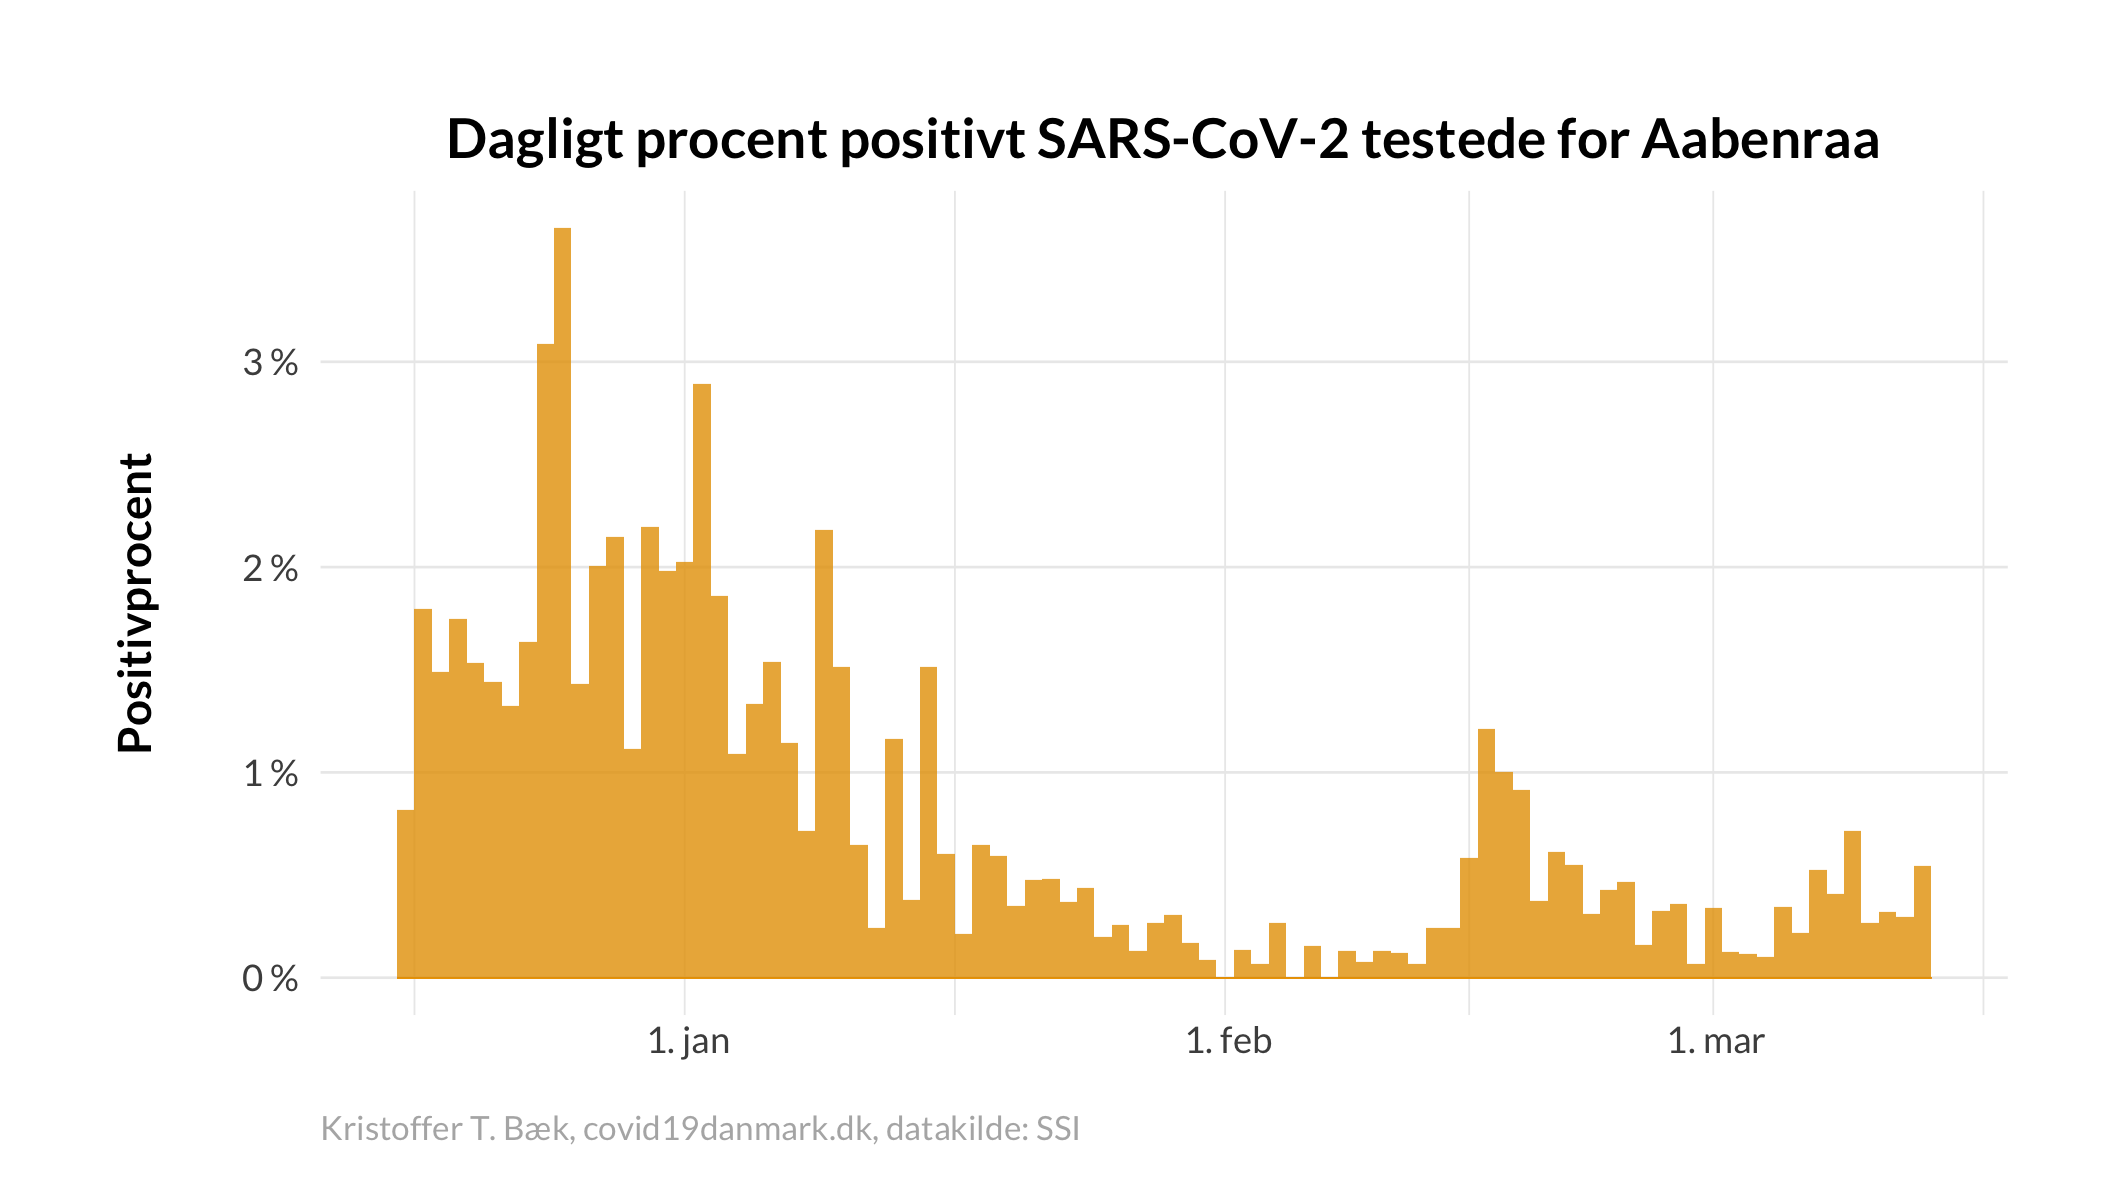 Dagligt procent positivt SARS-CoV-2 testede for Aabenraa
Positivprocent
3 %
2 %
1 %
0 %
1. jan
1. feb
1. mar
Kristoffer T. Bæk, covid19danmark.dk, datakilde: SSI